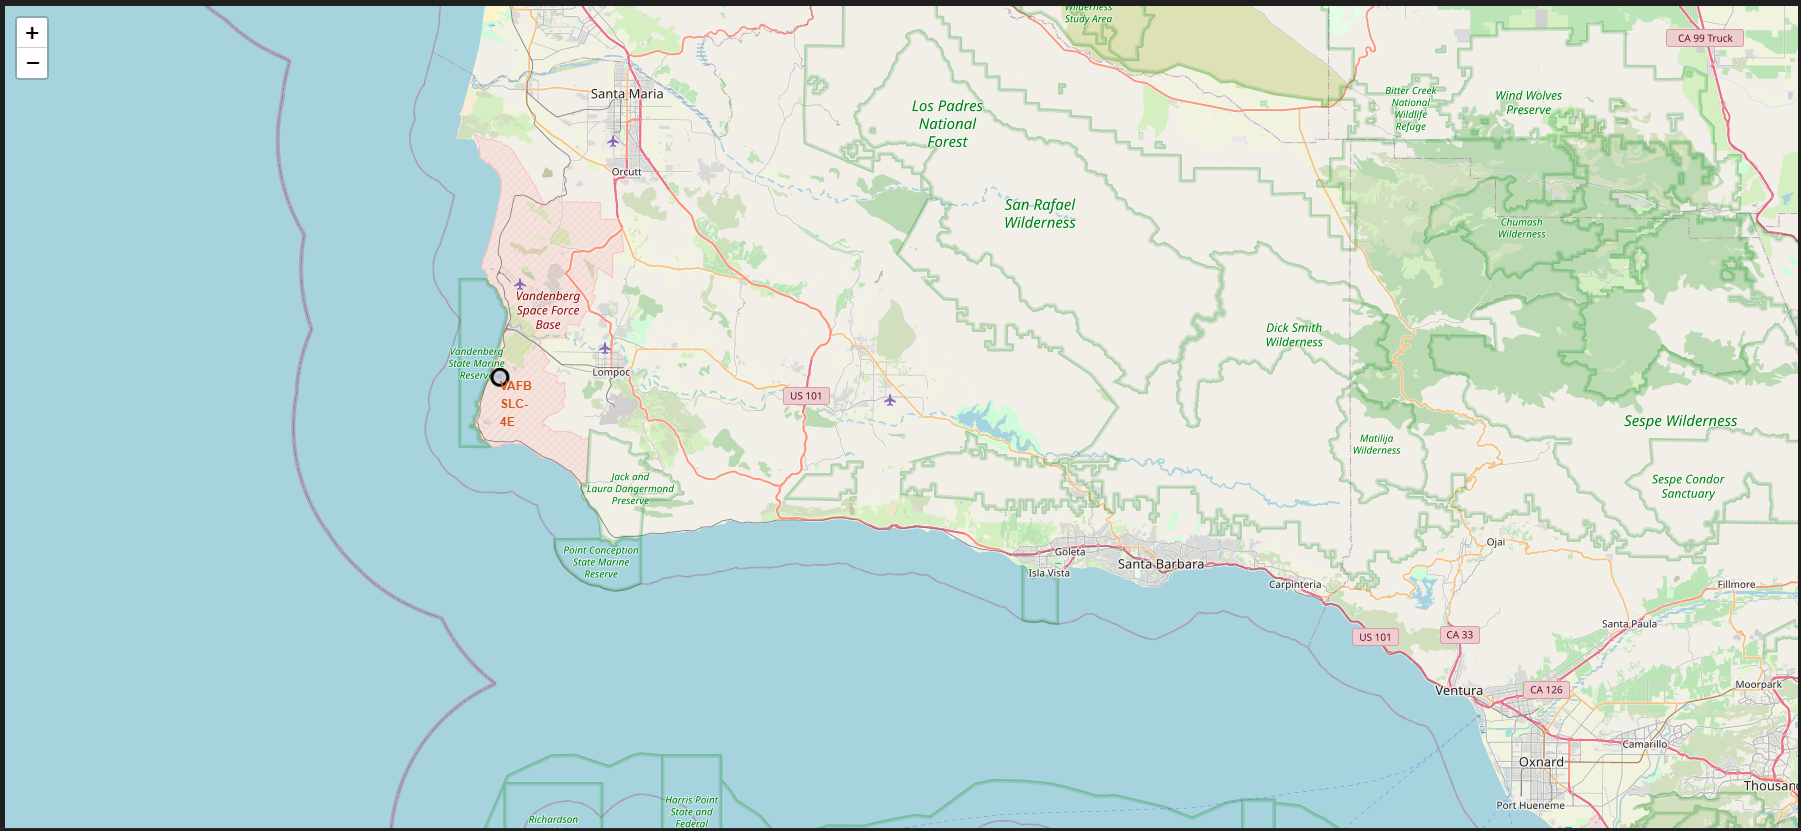 +
−
Wilderness
Study Area
CA 99 Truck
Santa Maria
Los Padres
National
Forest
Bitter Creek
National
Wildlife
Refuge
Wind Wolves
Preserve
Orcutt
San Rafael
Wilderness
Chumash
Wilderness
Vandenberg
Space Force
Base
Dick Smith
Wilderness
Vandenberg
State Marine
Reserve
Lompoc
VAFB
SLC-
4E
US 101
Sespe Wilderness
Matilija
Wilderness
Jack and
Laura Dangermond
Preserve
Sespe Condor
Sanctuary
Point Conception
State Marine
Reserve
Goleta
Isla Vista
Santa Barbara
Carpinteria
Ojai
Fillmore
Santa Paula
US 101
CA 33
Ventura
CA 126
Moorpark
Camarillo
Oxnard
Thousan
Port Hueneme
Harris Point
State and
Federal
Richardson